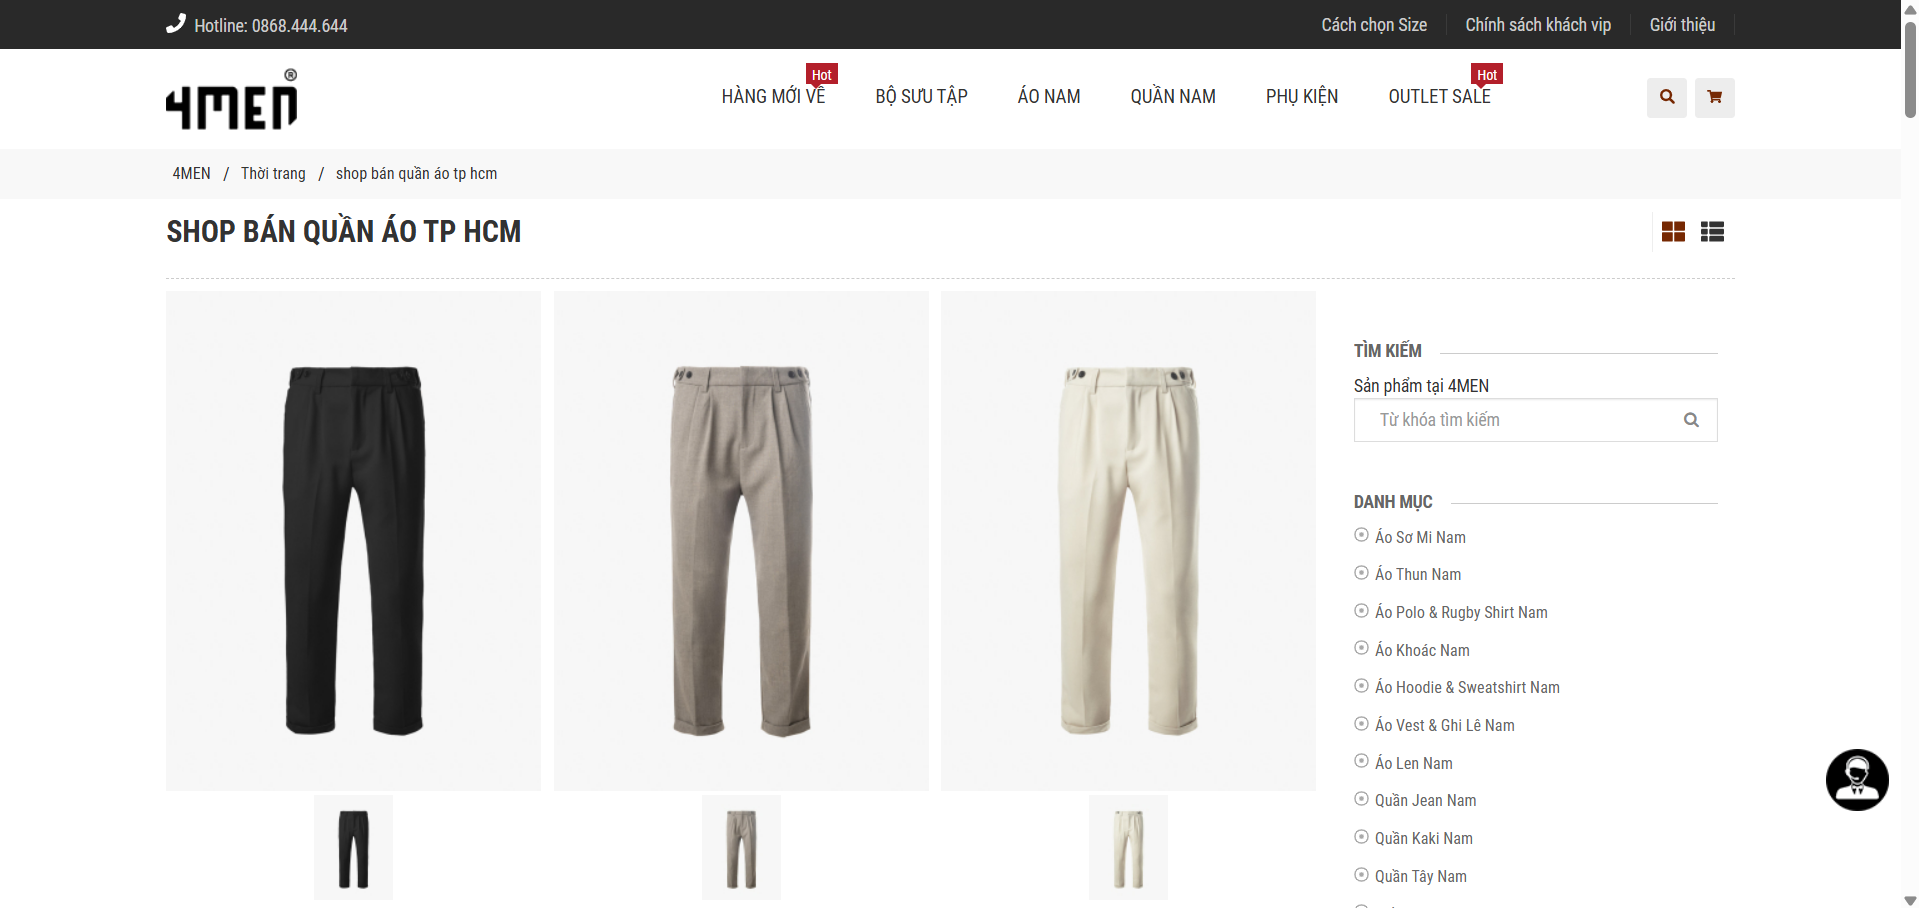 Hotline: 0868.444.644
Cách chọn Size
Chính sách khách vip
Giới thiệu
4MEN ®
HÀNG MỚI VỀ
Hot
BỘ SƯU TẬP
ÁO NAM
QUẦN NAM
PHỤ KIỆN
OUTLET SALE
Hot
4MEN / Thời trang / shop bán quần áo tp hcm
SHOP BÁN QUẦN ÁO TP HCM
TÌM KIẾM
Sản phẩm tại 4MEN
Từ khóa tìm kiếm
DANH MỤC
Áo Sơ Mi Nam
Áo Thun Nam
Áo Polo & Rugby Shirt Nam
Áo Khoác Nam
Áo Hoodie & Sweatshirt Nam
Áo Vest & Ghi Lê Nam
Áo Len Nam
Quần Jean Nam
Quần Kaki Nam
Quần Tây Nam